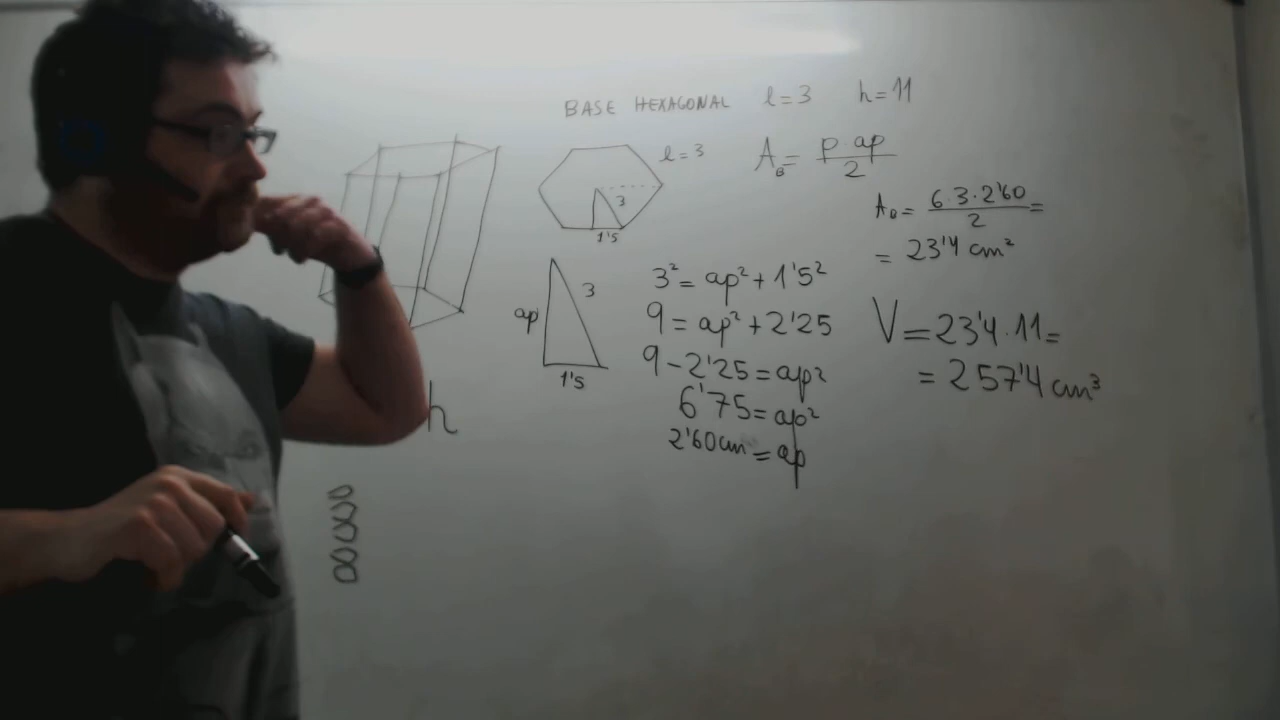 BASE HEXAGONAL l=3 h=11
l=3
3
1'5
A_B = P ap / 2
A_B = 6·3·2'60 / 2 =
= 23'4 cm²
ap
3
1'5
3² = ap² + 1'5²
9 = ap² + 2'25
9 - 2'25 = ap²
6'75 = ap²
2'60 cm = ap
V = 23'4 · 11 =
= 257'4 cm³
h